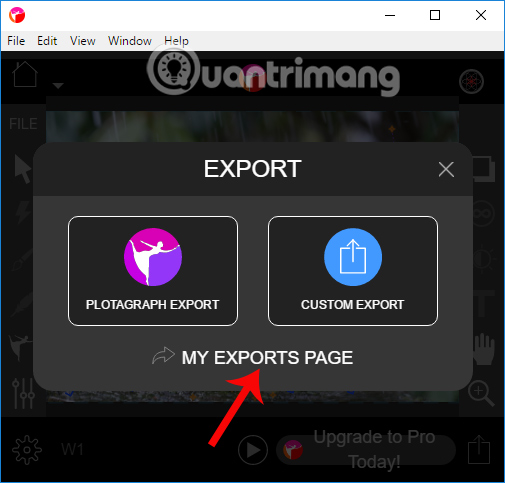 File Edit View Window Help
Quantrimang
FILE
EXPORT
PLOTAGRAPH EXPORT
CUSTOM EXPORT
MY EXPORTS PAGE
W1
Upgrade to Pro
Today!